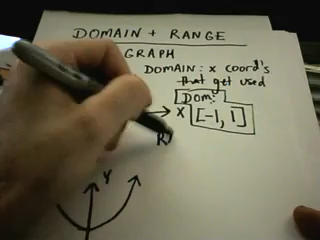 DOMAIN + RANGE
GRAPH
DOMAIN: x coord's
that get used
Dom:
X [-1, 1]
R
Y